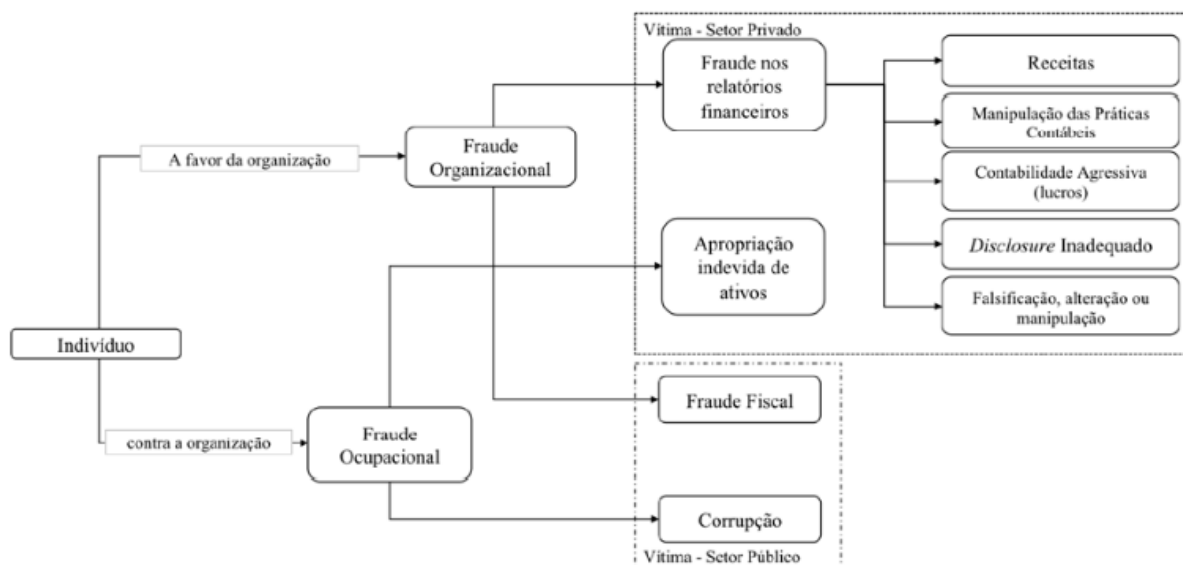 Vítima - Setor Privado
Fraude nos
relatórios
financeiros
Receitas
Manipulação das Práticas
Contábeis
Contabilidade Agressiva
(lucros)
Disclosure Inadequado
Falsificação, alteração ou
manipulação
A favor da organização
Fraude
Organizacional
Apropriação
indevida de
ativos
Indivíduo
contra a organização
Fraude
Ocupacional
Fraude Fiscal
Corrupção
Vítima - Setor Público